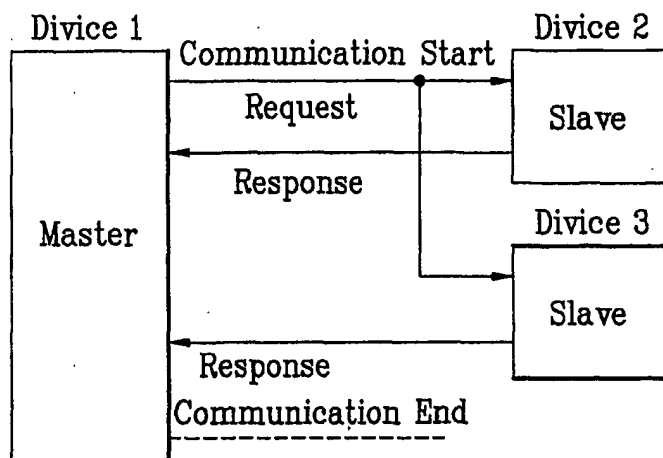 Divice 1
Communication Start
Divice 2
Request
Slave
Response
Master
Divice 3
Slave
Response
Communication End